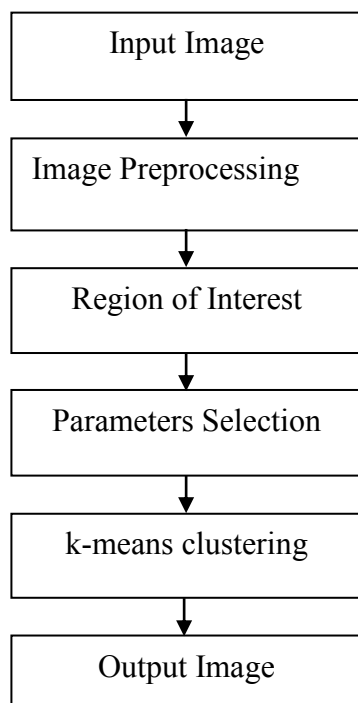 Input Image
Image Preprocessing
Region of Interest
Parameters Selection
k-means clustering
Output Image